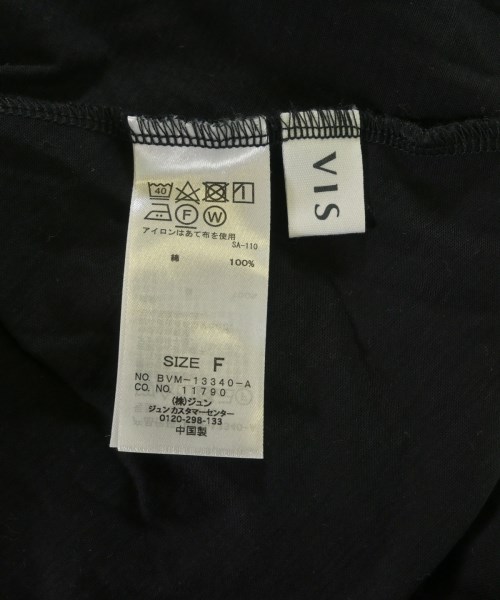 40
F W
アイロンはあて布を使用
SA-110
綿 100%
SIZE F
NO. BVM-13340-A
CO. NO. 11790
(株)ジュン
ジュンカスタマーセンター
0120-298-133
中国製
VIS